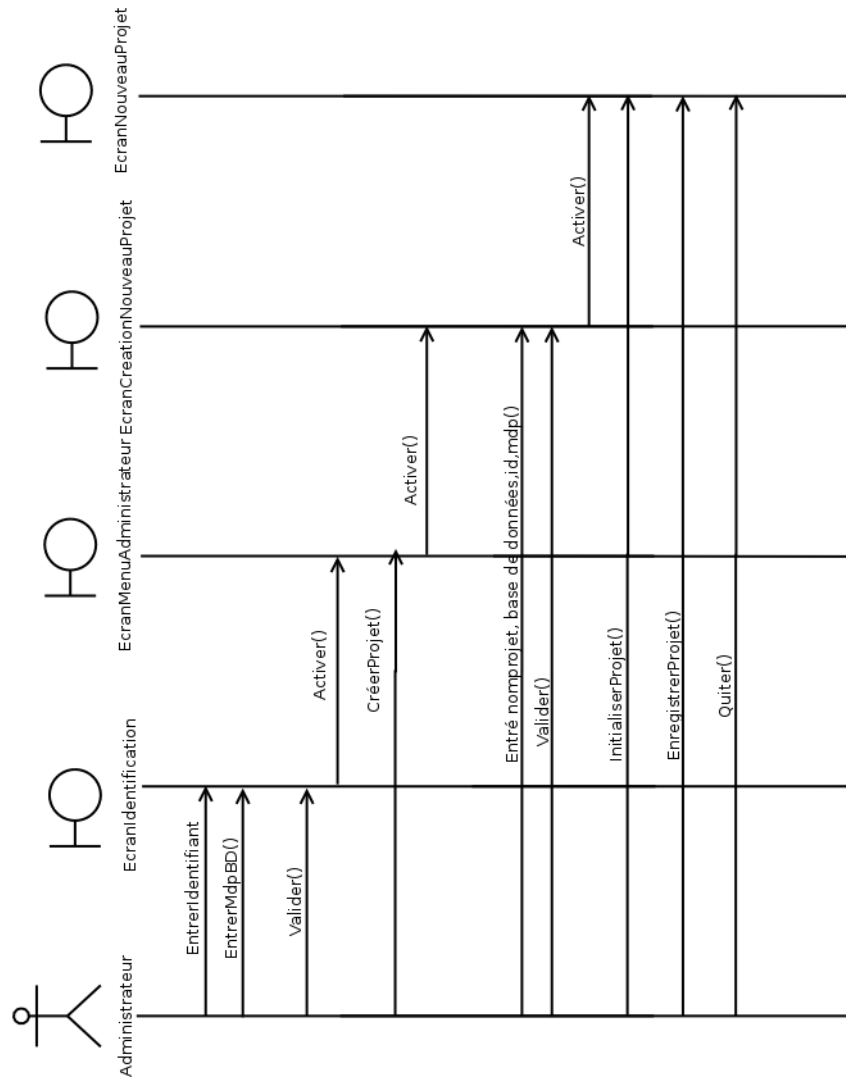 Administrateur
EcranIdentification
EcranMenuAdministrateur
EcranCreationNouveauProjet
EcranNouveauProjet
EntrerIdentifiant
EntrerMdpBD()
Valider()
Activer()
CréerProjet()
Activer()
Entré nomprojet, base de données,id,mdp()
Valider()
Activer()
InitialiserProjet()
EnregistrerProjet()
Quiter()